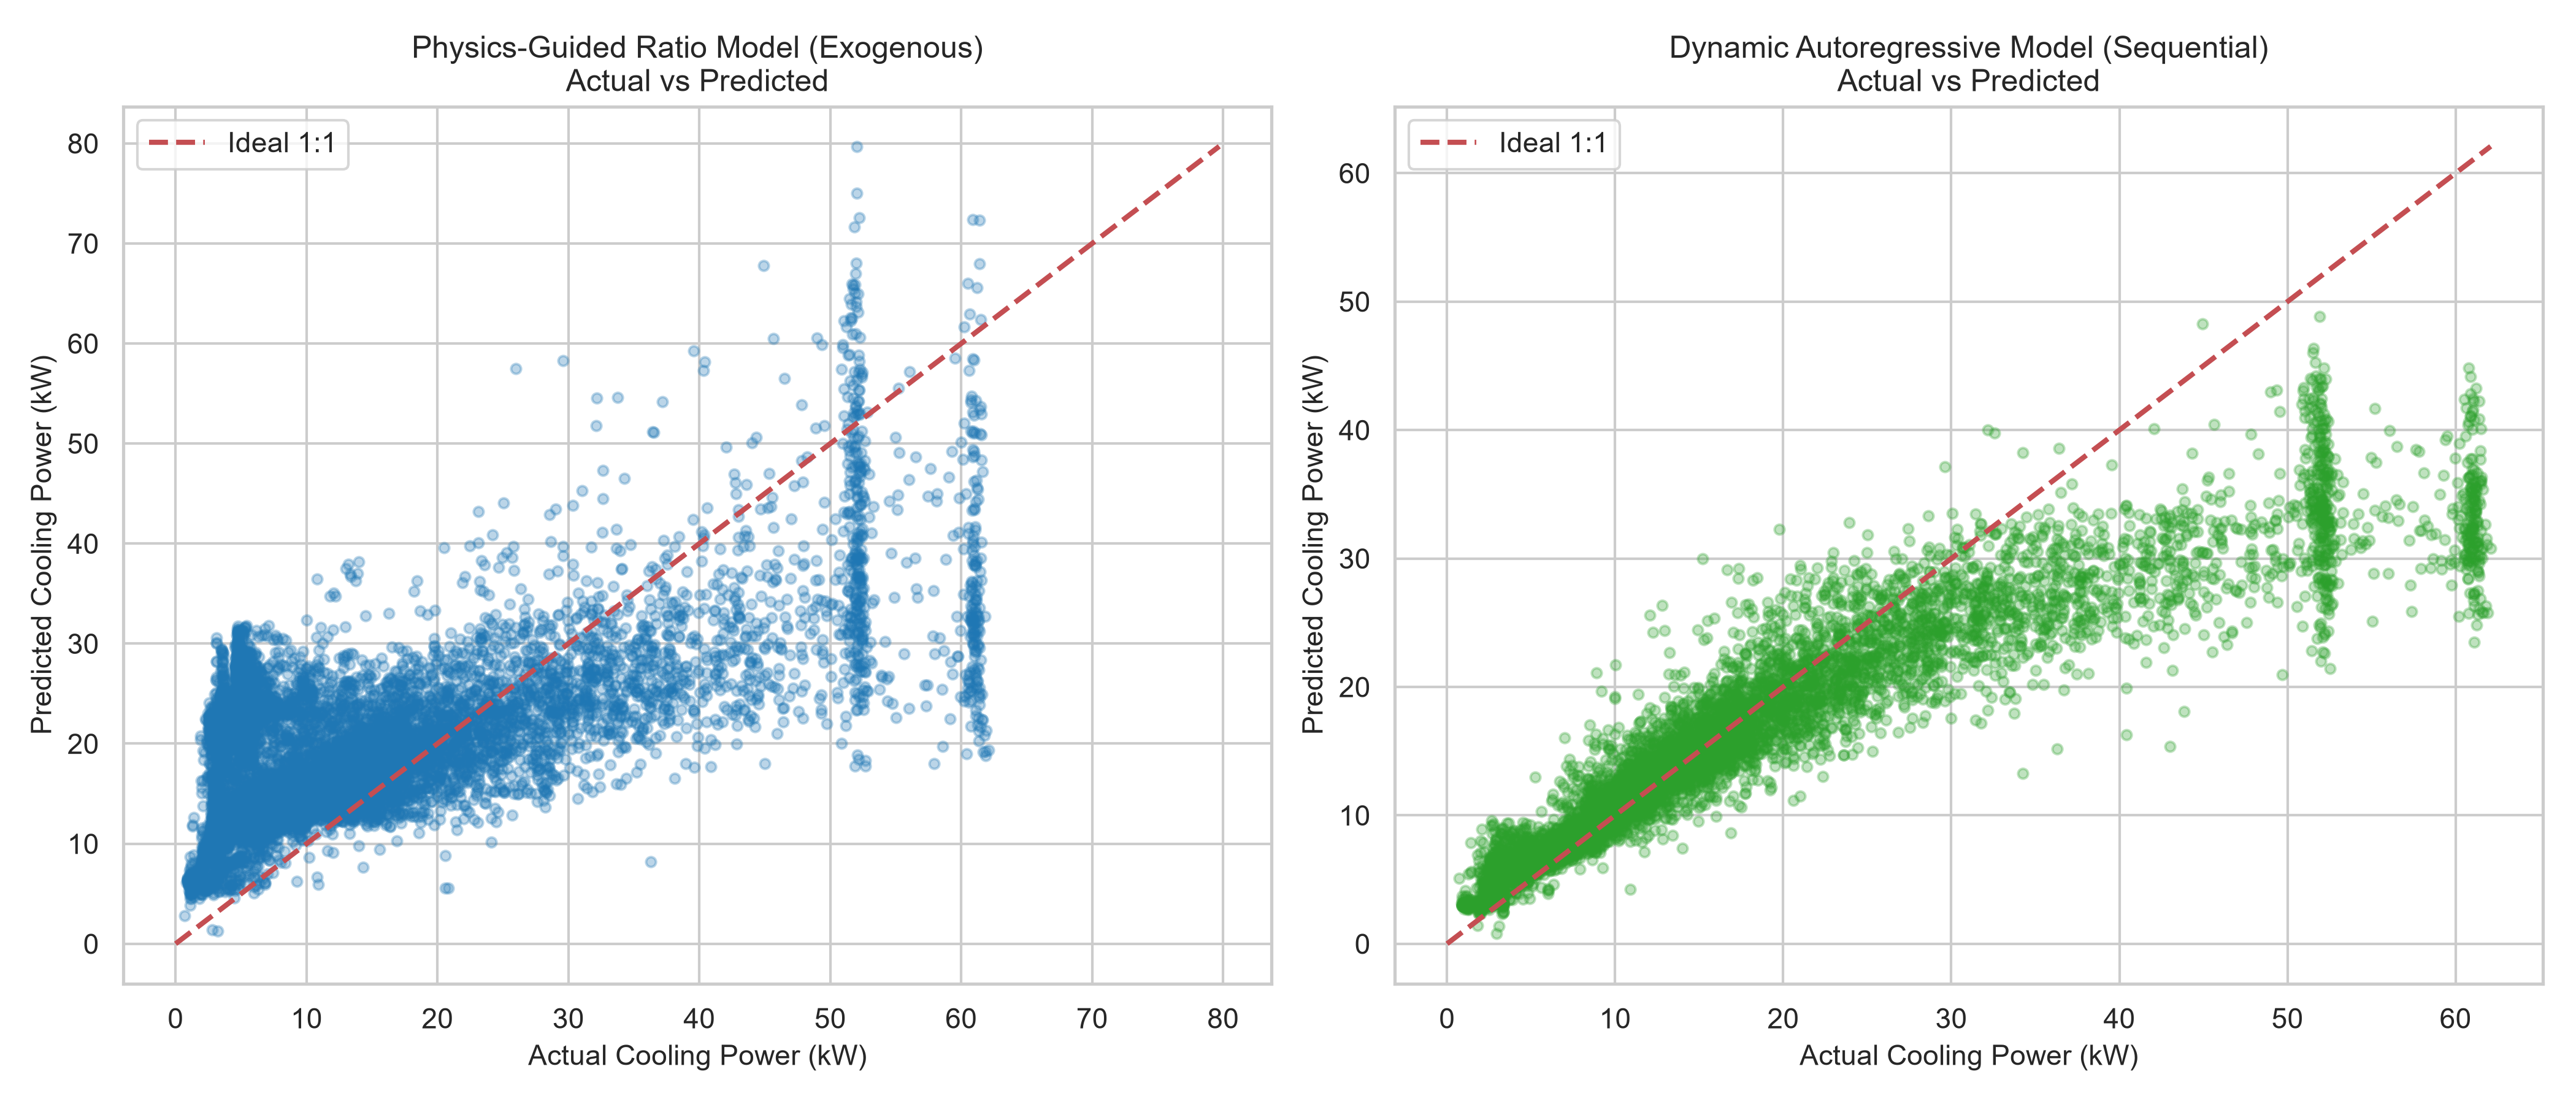 Physics-Guided Ratio Model (Exogenous)
Actual vs Predicted
Ideal 1:1
80
70
60
50
40
30
20
10
0
Predicted Cooling Power (kW)
0 10 20 30 40 50 60 70 80
Actual Cooling Power (kW)
Dynamic Autoregressive Model (Sequential)
Actual vs Predicted
Ideal 1:1
60
50
40
30
20
10
0
Predicted Cooling Power (kW)
0 10 20 30 40 50 60
Actual Cooling Power (kW)